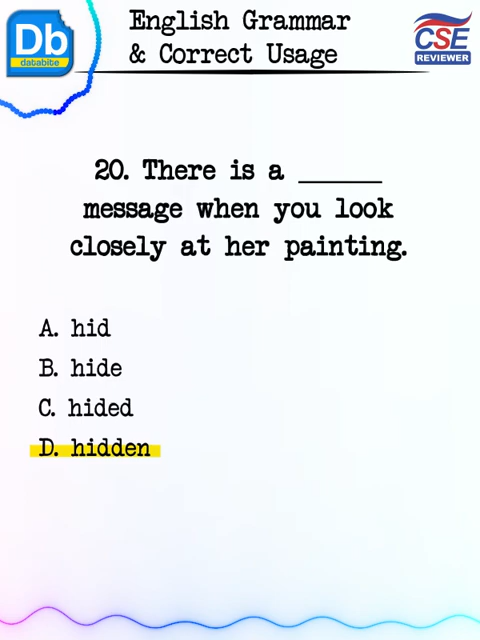 Db
databite
English Grammar
& Correct Usage
CSE
REVIEWER
20. There is a ______
message when you look
closely at her painting.
A. hid
B. hide
C. hided
D. hidden